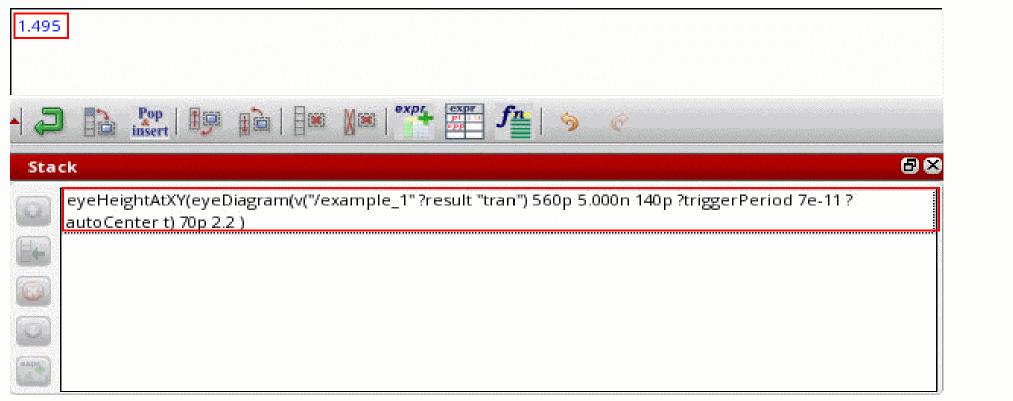 1.495
Pop
&
insert
expr
expr
fn
Stack
eyeHeightAtXY(eyeDiagram(v("/example_1" ?result "tran") 560p 5.000n 140p ?triggerPeriod 7e-11 ?
autoCenter t) 70p 2.2 )
expr